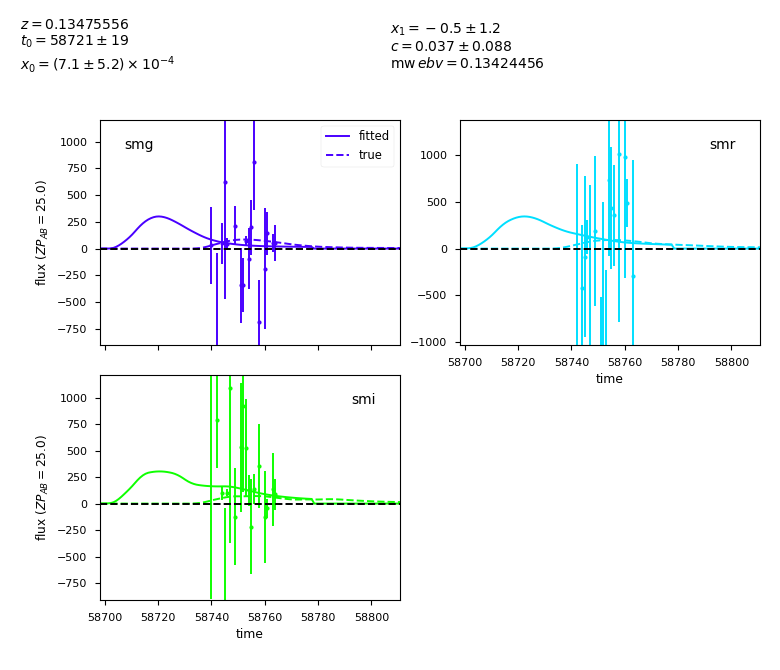 z = 0.13475556
t0 = 58721 ± 19
x0 = (7.1 ± 5.2) × 10^−4
x1 = −0.5 ± 1.2
c = 0.037 ± 0.088
mw ebv = 0.13424456
smg
fitted
true
1000
750
500
250
0
−250
−500
−750
flux (ZP_AB = 25.0)
smr
1000
500
0
−500
−1000
58700 58720 58740 58760 58780 58800
time
smi
1000
750
500
250
0
−250
−500
−750
flux (ZP_AB = 25.0)
58700 58720 58740 58760 58780 58800
time